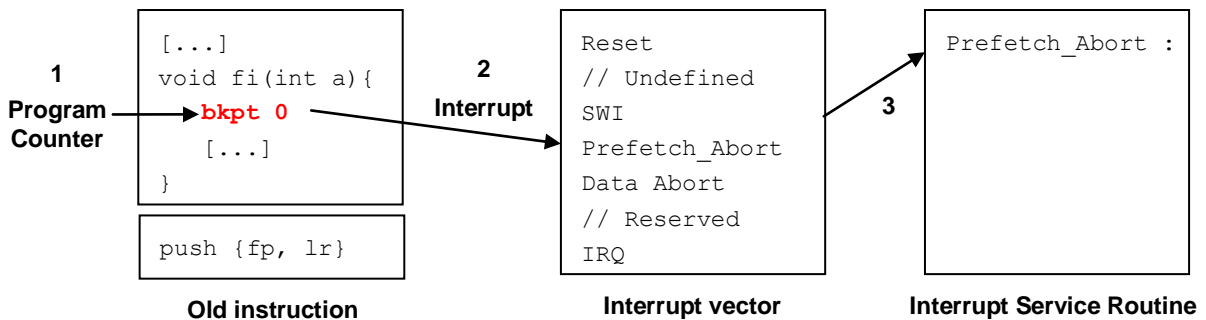 [...]
void fi(int a){
bkpt 0
[...]
}
push {fp, lr}
Old instruction
1
Program
Counter
2
Interrupt
Reset
// Undefined
SWI
Prefetch_Abort
Data Abort
// Reserved
IRQ
Interrupt vector
3
Prefetch_Abort :
Interrupt Service Routine